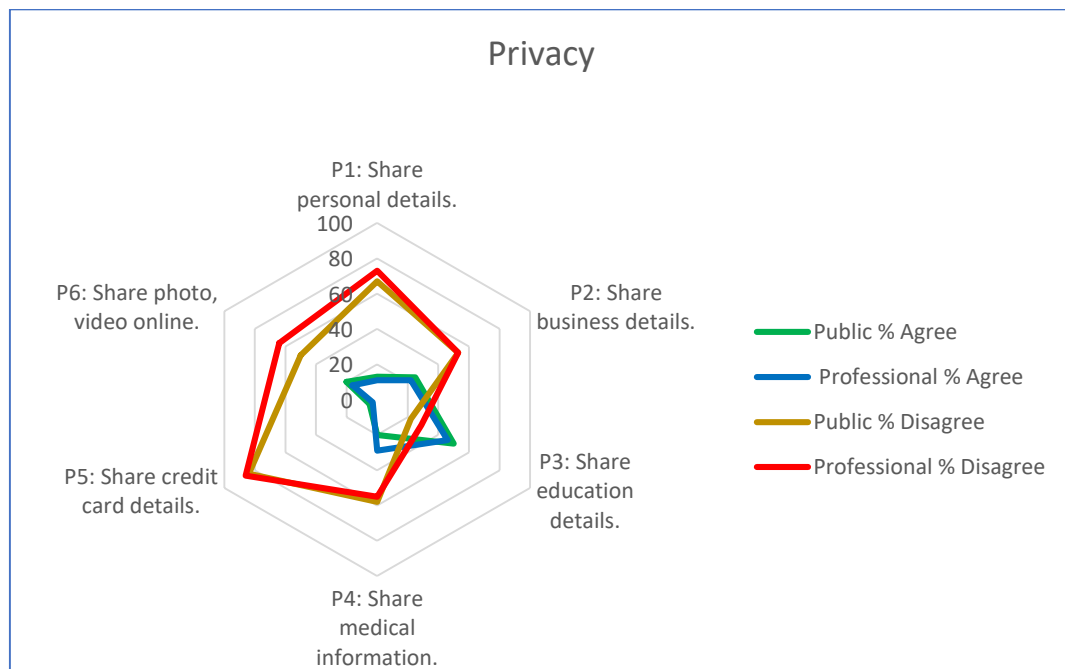 Privacy
P1: Share
personal details.
100
80
60
40
20
0
P2: Share
business details.
P3: Share
education
details.
P4: Share
medical
information.
P5: Share credit
card details.
P6: Share photo,
video online.
Public % Agree
Professional % Agree
Public % Disagree
Professional % Disagree